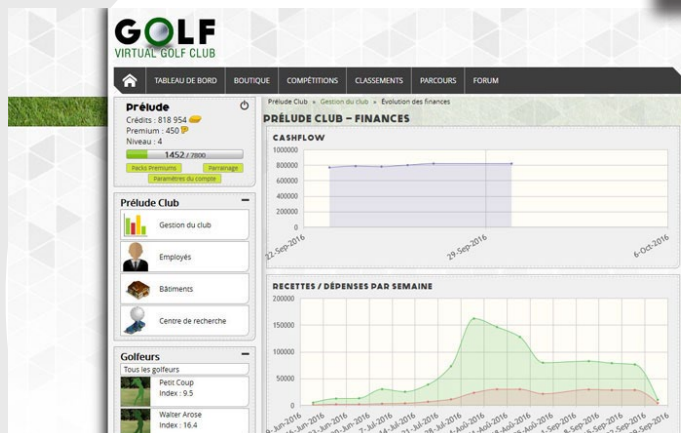 GOLF
VIRTUAL GOLF CLUB
TABLEAU DE BORD BOUTIQUE COMPÉTITIONS CLASSEMENTS PARCOURS FORUM
Prélude
Crédits : 818 954
Premium : 450
Niveau : 4
1452 / 7800
Packs Premiums Parrainage
Paramètres du compte
Prélude Club
Gestion du club
Employés
Bâtiments
Centre de recherche
Golfeurs
Tous les golfeurs
Petit Coup
Index : 9.5
Walter Arose
Index : 16.4
Prélude Club » Gestion du club » Évolution des finances
PRÉLUDE CLUB – FINANCES
CASHFLOW
1000000
800000
600000
400000
200000
0
22-Sep-2016 29-Sep-2016 6-Oct-2016
RECETTES / DÉPENSES PAR SEMAINE
200000
150000
100000
50000
0